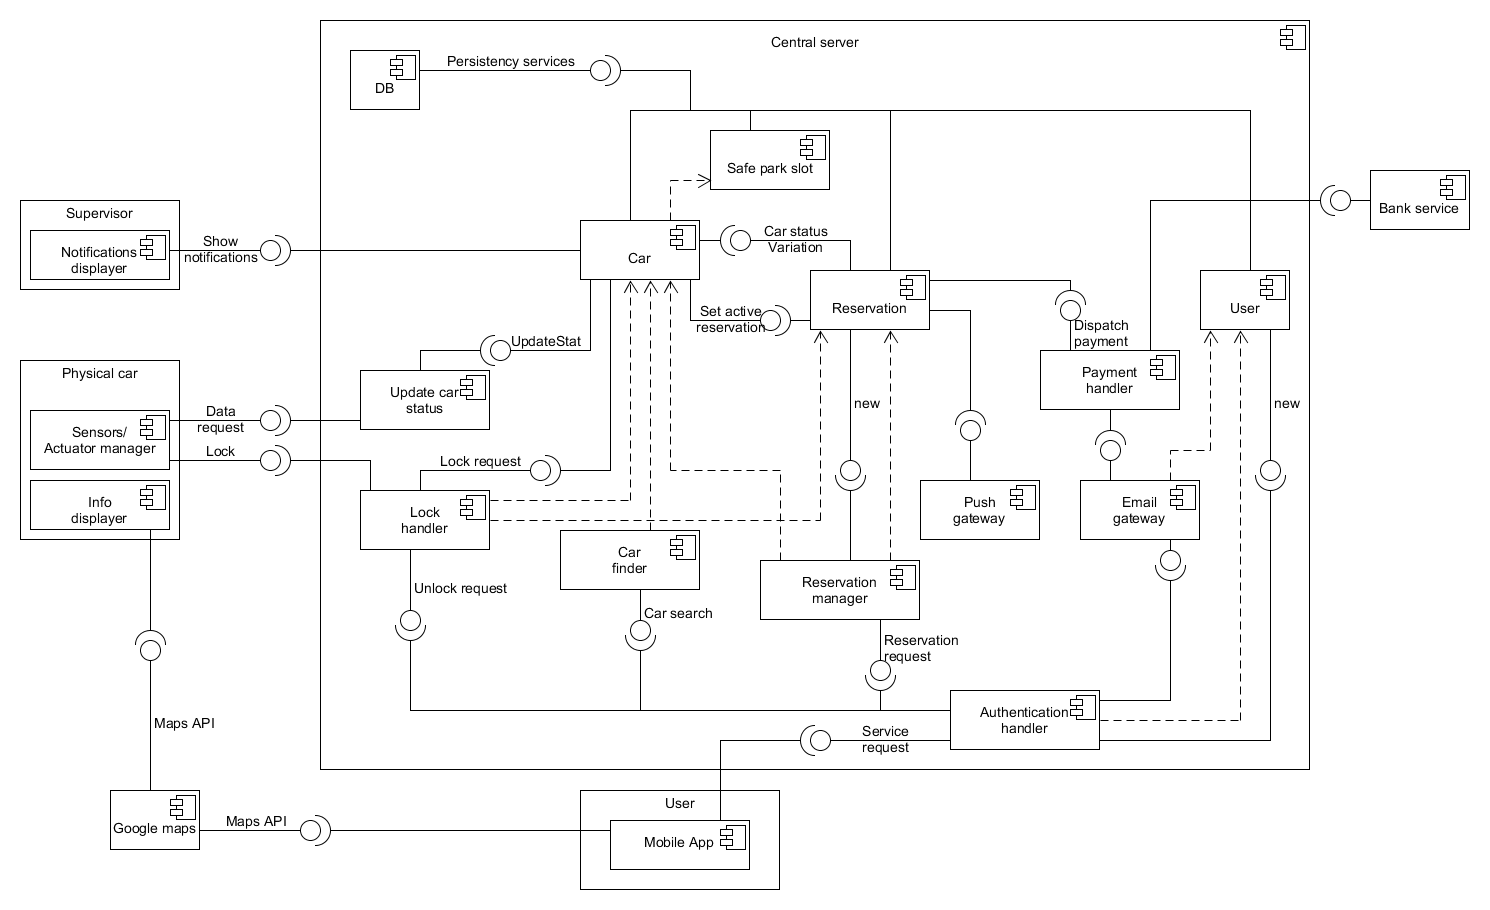 Central server
Persistency services
DB
Safe park slot
Supervisor
Notifications
displayer
Show
notifications
Car
Car status
Variation
Bank service
Reservation
User
Set active
reservation
Dispatch
payment
UpdateStat
Physical car
Update car
status
Payment
handler
Sensors/
Actuator manager
Data
request
Lock
new
new
Lock request
Info
displayer
Lock
handler
Push
gateway
Email
gateway
Car
finder
Reservation
manager
Unlock request
Car search
Reservation
request
Maps API
Authentication
handler
Service
request
Google maps
Maps API
User
Mobile App